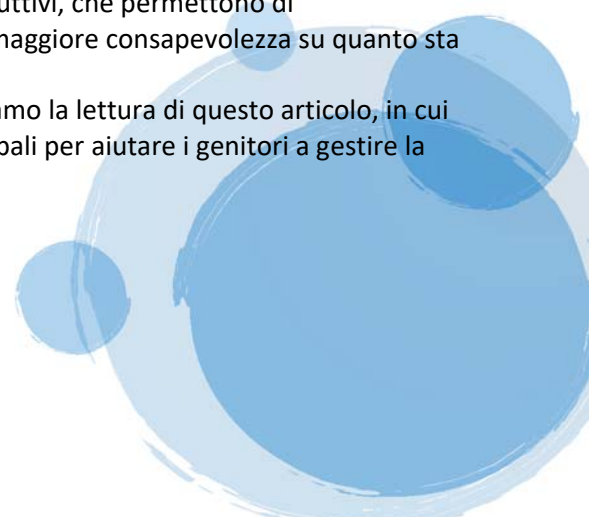 uttivi, che permettono di
maggiore consapevolezza su quanto sta
mo la lettura di questo articolo, in cui
pali per aiutare i genitori a gestire la